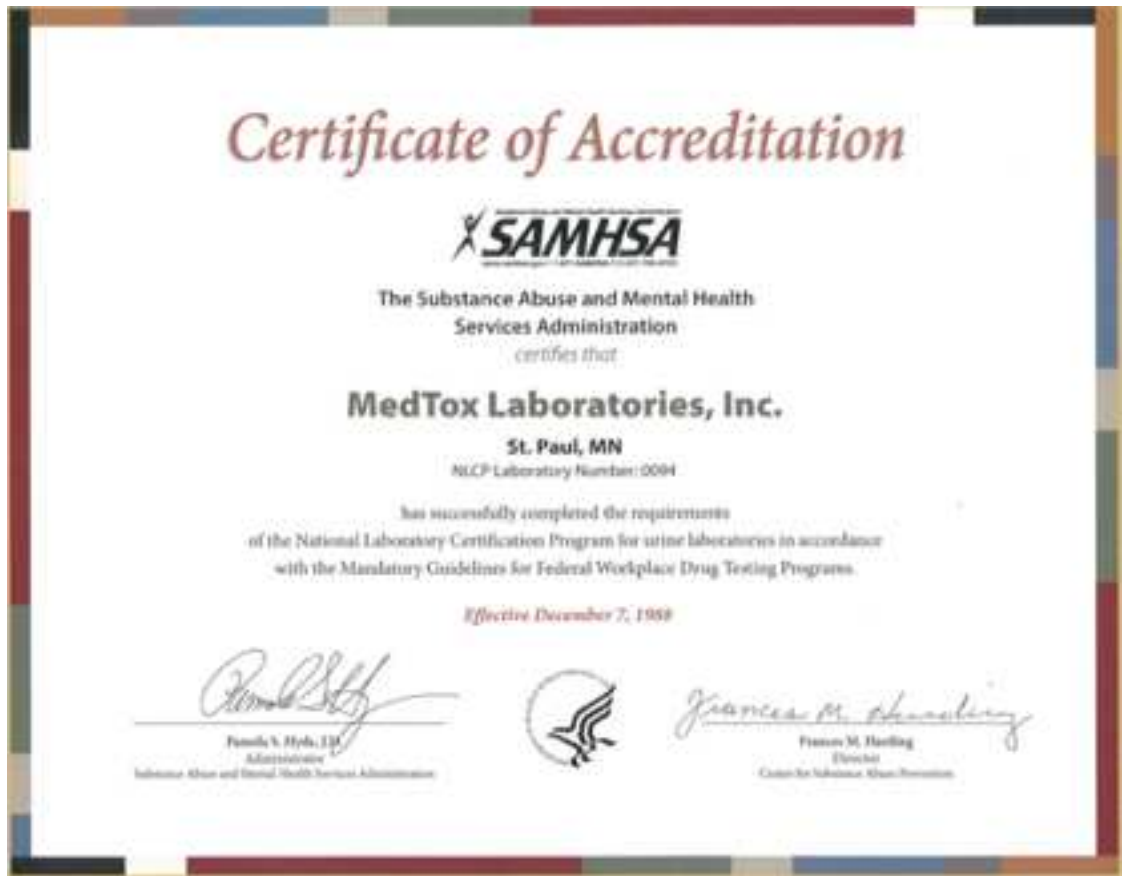 Certificate of Accreditation
SAMHSA
The Substance Abuse and Mental Health
Services Administration
certifies that
MedTox Laboratories, Inc.
St. Paul, MN
NLCP Laboratory Number: 0094
has successfully completed the requirements
of the National Laboratory Certification Program for urine laboratories in accordance
with the Mandatory Guidelines for Federal Workplace Drug Testing Programs.
Effective December 7, 1988
Pamela S. Hyde, J.D.
Administrator
Substance Abuse and Mental Health Services Administration
Frances M. Harding
Frances M. Harding
Director
Center for Substance Abuse Prevention